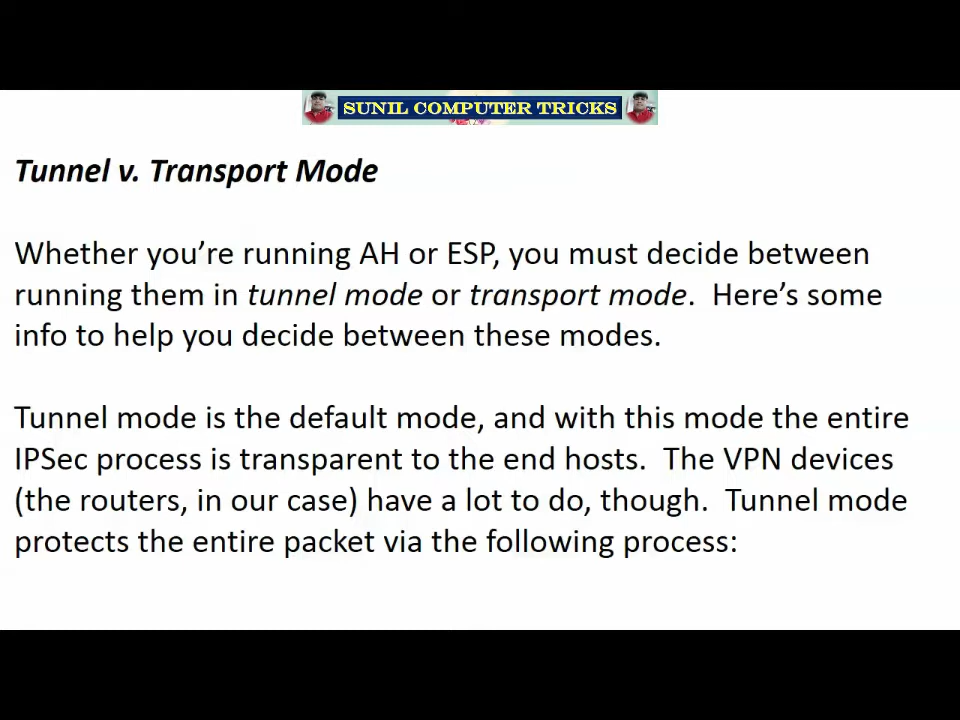 SUNIL COMPUTER TRICKS
Tunnel v. Transport Mode
Whether you're running AH or ESP, you must decide between
running them in tunnel mode or transport mode.  Here's some
info to help you decide between these modes.
Tunnel mode is the default mode, and with this mode the entire
IPSec process is transparent to the end hosts.  The VPN devices
(the routers, in our case) have a lot to do, though.  Tunnel mode
protects the entire packet via the following process: